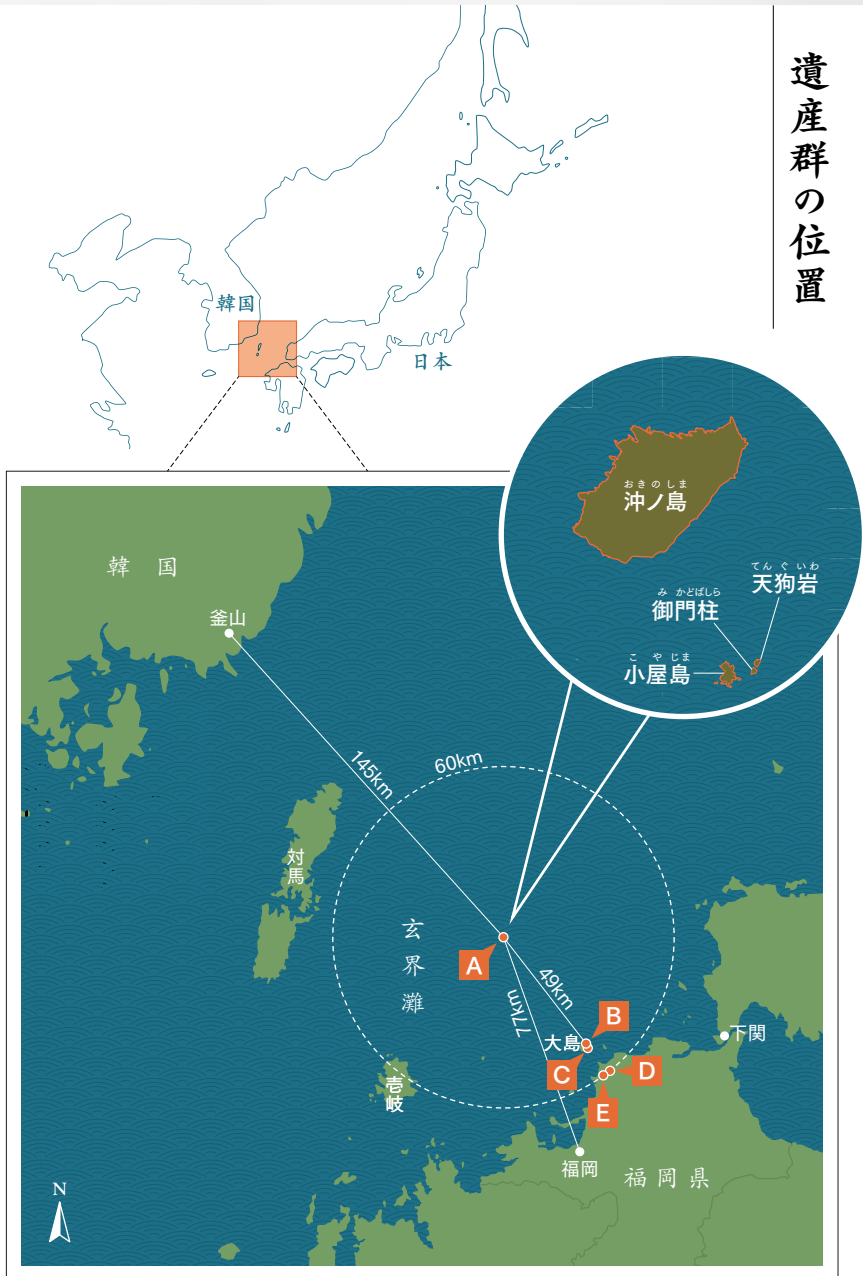 遺産群の位置
韓国
日本
おきのしま
沖ノ島
てんぐいわ
天狗岩
みかどばしら
御門柱
こやじま
小屋島
韓国
釜山
145km
60km
対馬
玄界灘
A
49km
77km
B
大島
C
下関
D
E
壱岐
福岡
福岡県
N